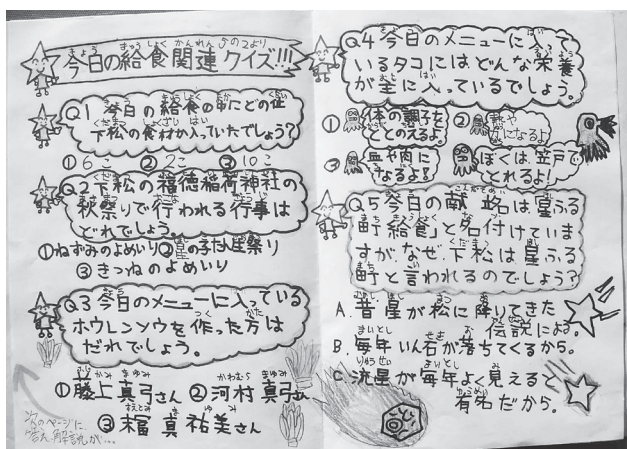 今日の給食関連クイズ!!!
Q1 今日の給食の中にどの位
下松の食材が入っていたでしょう?
①6こ ②2こ ③10こ
Q2 下松の福徳稲荷神社の
秋祭りで行われる行事は
どれでしょう。
①ねずみのよめいり ②星の子たん生祭り
③きつねのよめいり
Q3 今日のメニューに入っている
ホウレンソウを作った方は
だれでしょう。
①藤上真弓さん ②河村真弓さん
③末富真祐美さん
次のページに、
答え、解説が…
Q4 今日のメニューに入って
いるタコにはどんな栄養
が主に入っているでしょう。
①体の調子を
ととのえるよ。
②
になるよ
③血や肉に
なるよ!
ぼくは、笠戸で
とれるよ!
Q5 今日の献立名は「星ふる
町給食」と名付けていま
すが、なぜ、下松は星ふる
町と言われるのでしょう?
A. 昔星が松に降りてきた
伝説による。
B. 毎年いん石が落ちてくるから。
C. 流星が毎年よく見えると
有名だから。